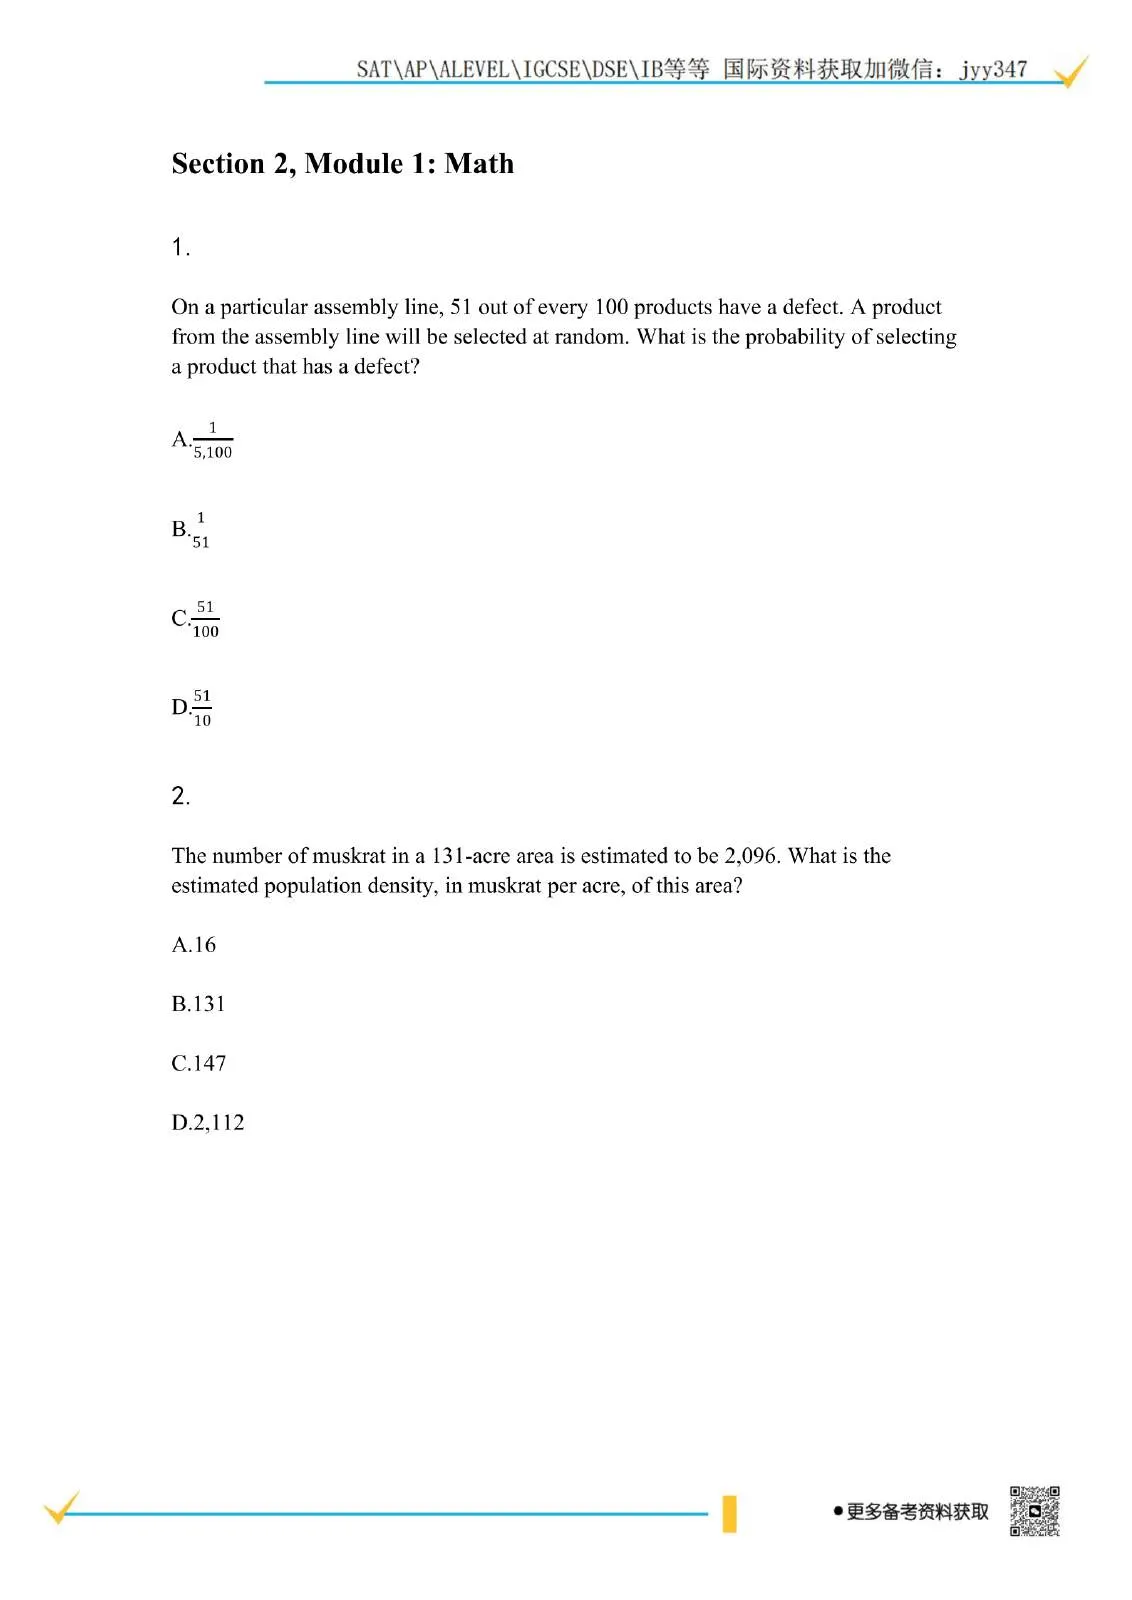 SAT\AP\ALEVEL\IGCSE\DSE\IB等等 国际资料获取加微信：jyy347
Section 2, Module 1: Math
1.
On a particular assembly line, 51 out of every 100 products have a defect. A product
from the assembly line will be selected at random. What is the probability of selecting
a product that has a defect?
A. 1/5,100
B. 1/51
C. 51/100
D. 51/10
2.
The number of muskrat in a 131-acre area is estimated to be 2,096. What is the
estimated population density, in muskrat per acre, of this area?
A.16
B.131
C.147
D.2,112
●更多备考资料获取